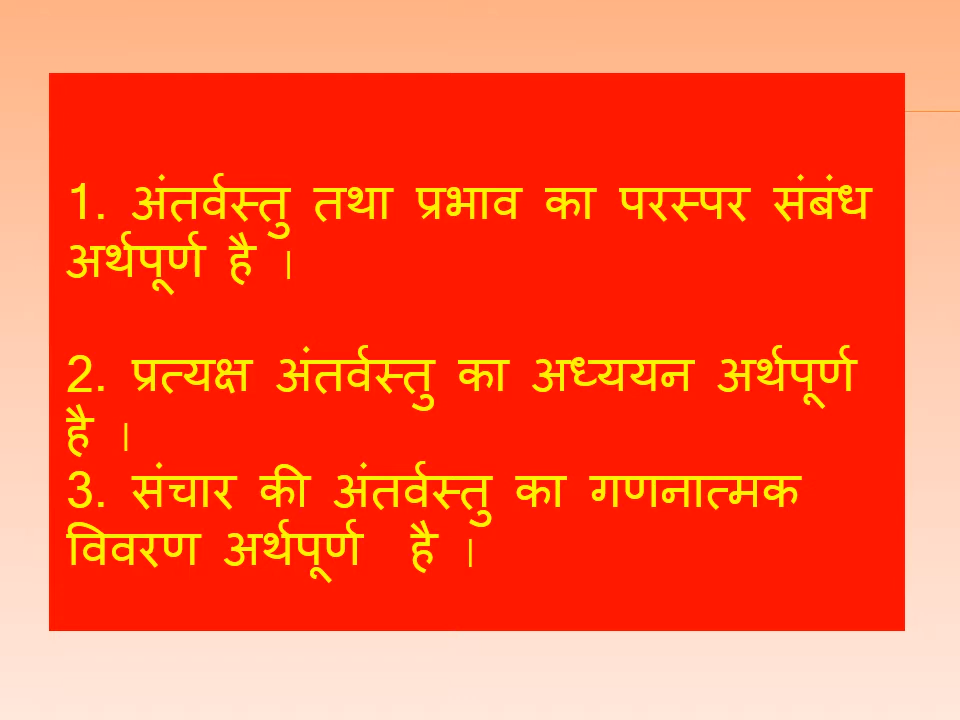 1. अंतर्वस्तु तथा प्रभाव का परस्पर संबंध
अर्थपूर्ण है ।
2. प्रत्यक्ष अंतर्वस्तु का अध्ययन अर्थपूर्ण
है ।
3. संचार की अंतर्वस्तु का गणनात्मक
विवरण अर्थपूर्ण है ।